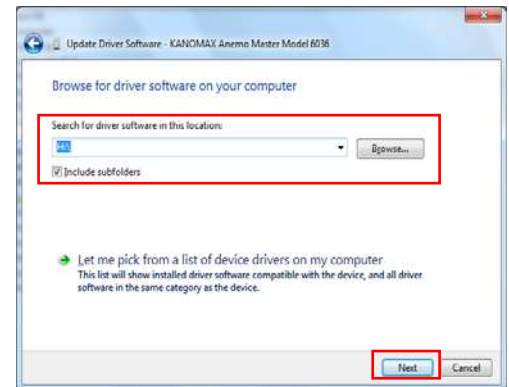 Update Driver Software - KANOMAX Anemo Master Model 6036
Browse for driver software on your computer
Search for driver software in this location:
Browse...
Include subfolders
Let me pick from a list of device drivers on my computer
This list will show installed driver software compatible with the device, and all driver
software in the same category as the device.
Next Cancel